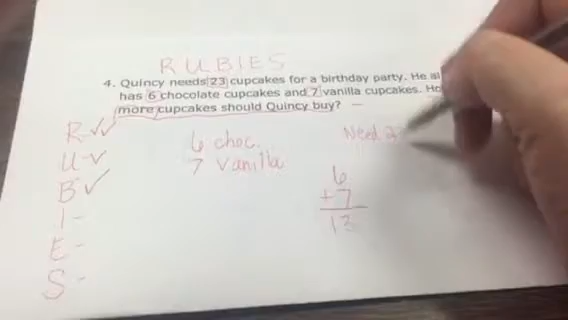 RUBIES
4. Quincy needs 23 cupcakes for a birthday party. He al
has 6 chocolate cupcakes and 7 vanilla cupcakes. Ho
more cupcakes should Quincy buy?
R-✓✓
U-✓
B-✓
I-
E-
S-
6 choc.
7 vanilla
Need 2
6
+7
13